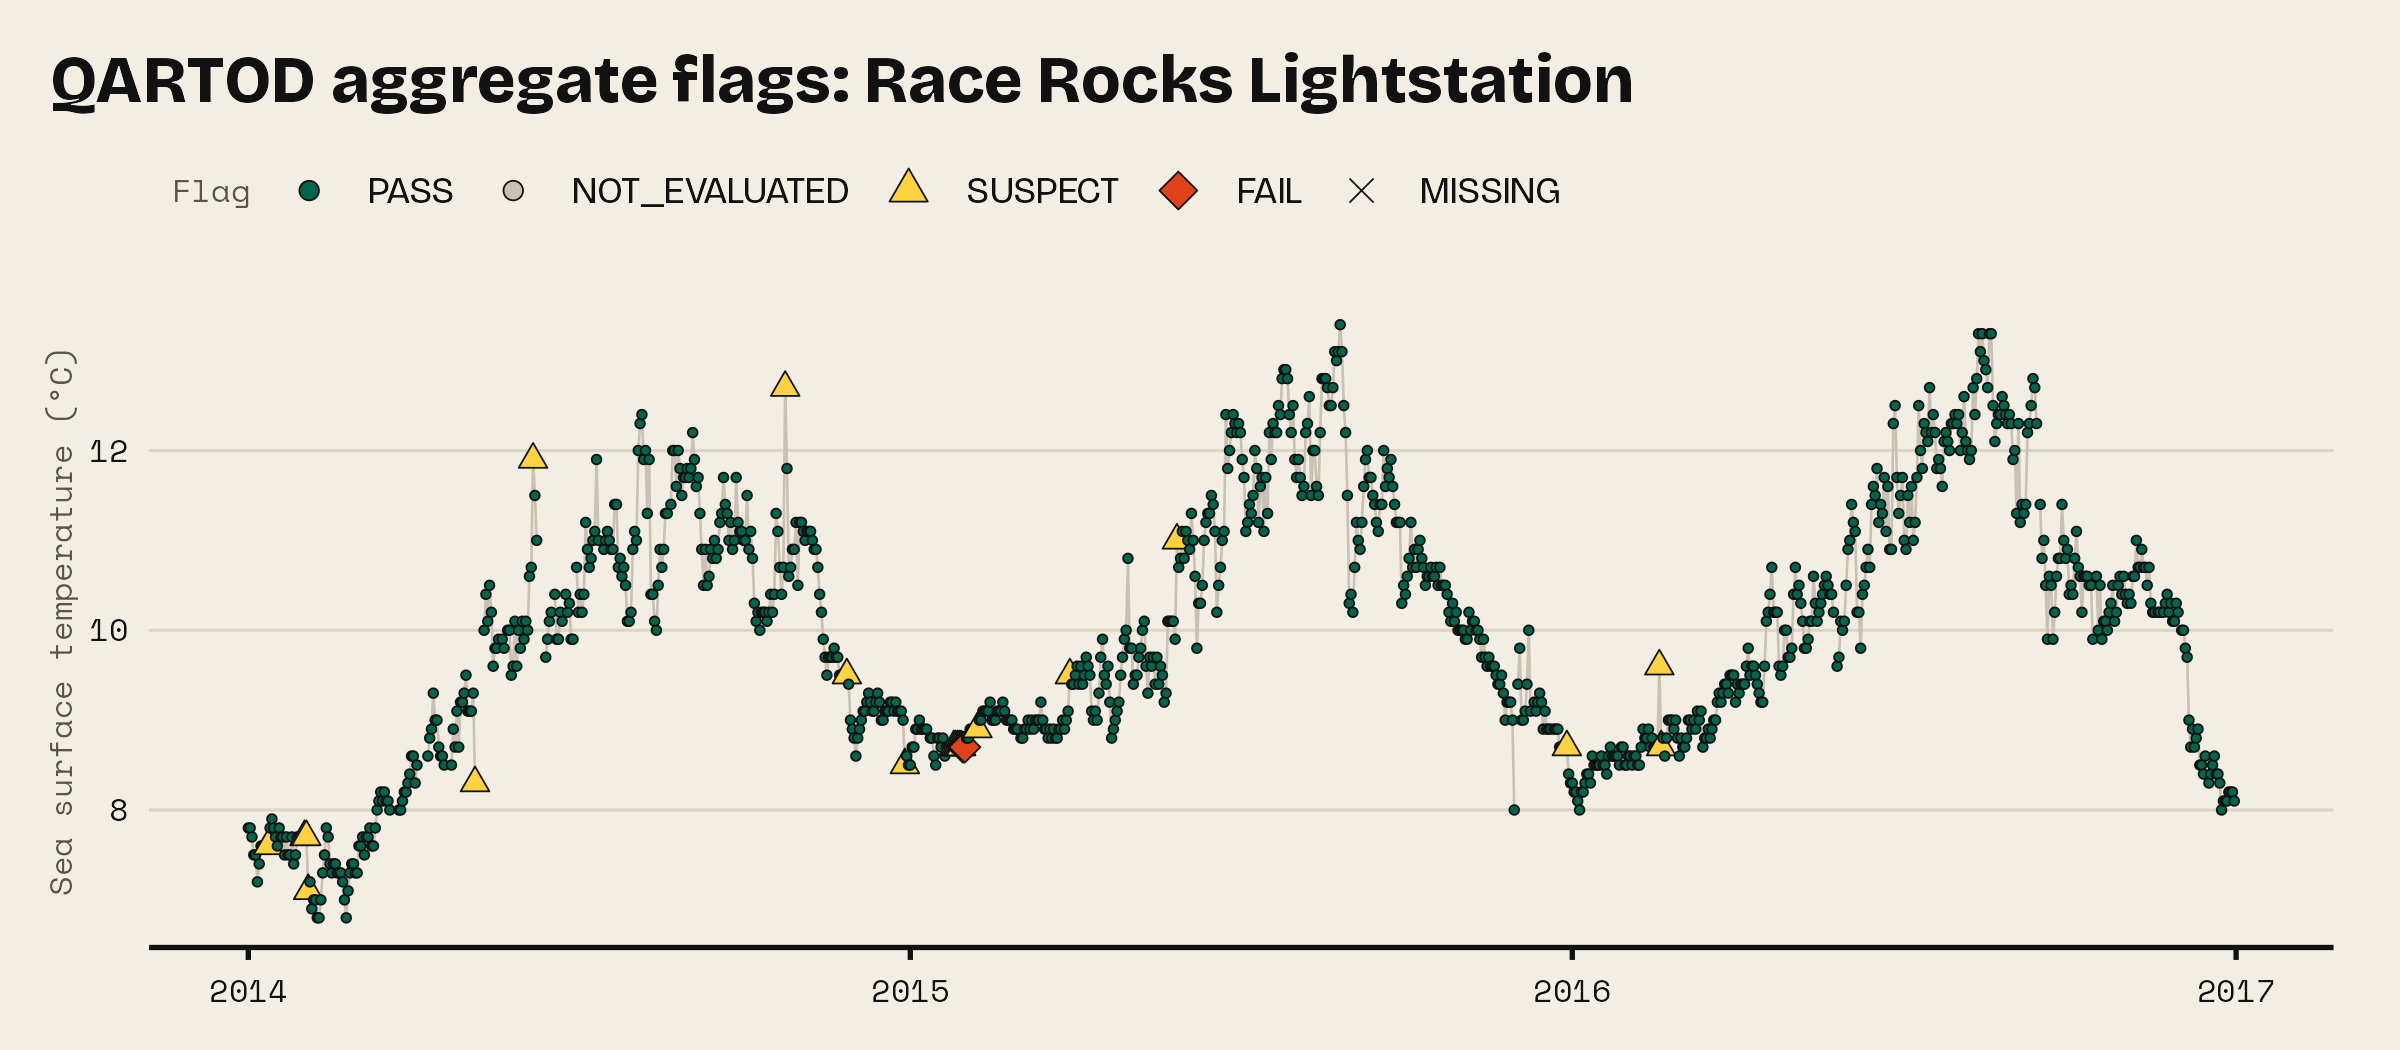 QARTOD aggregate flags: Race Rocks Lightstation
Flag PASS NOT_EVALUATED SUSPECT FAIL MISSING
Sea surface temperature (°C)
12
10
8
2014 2015 2016 2017